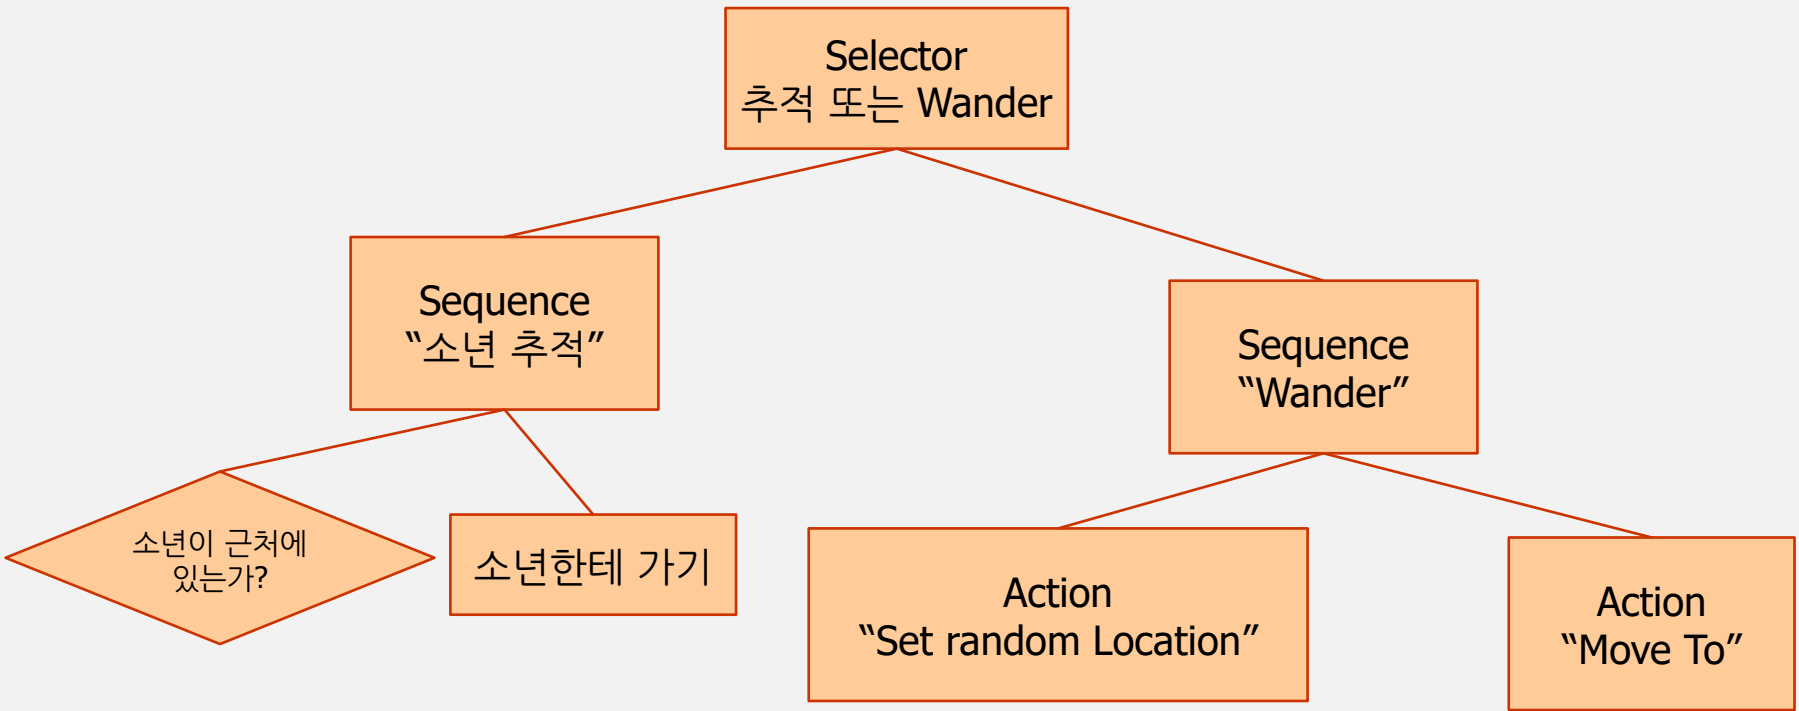 Selector
추적 또는 Wander
Sequence
“소년 추적”
Sequence
“Wander”
소년이 근처에
있는가?
소년한테 가기
Action
“Set random Location”
Action
“Move To”